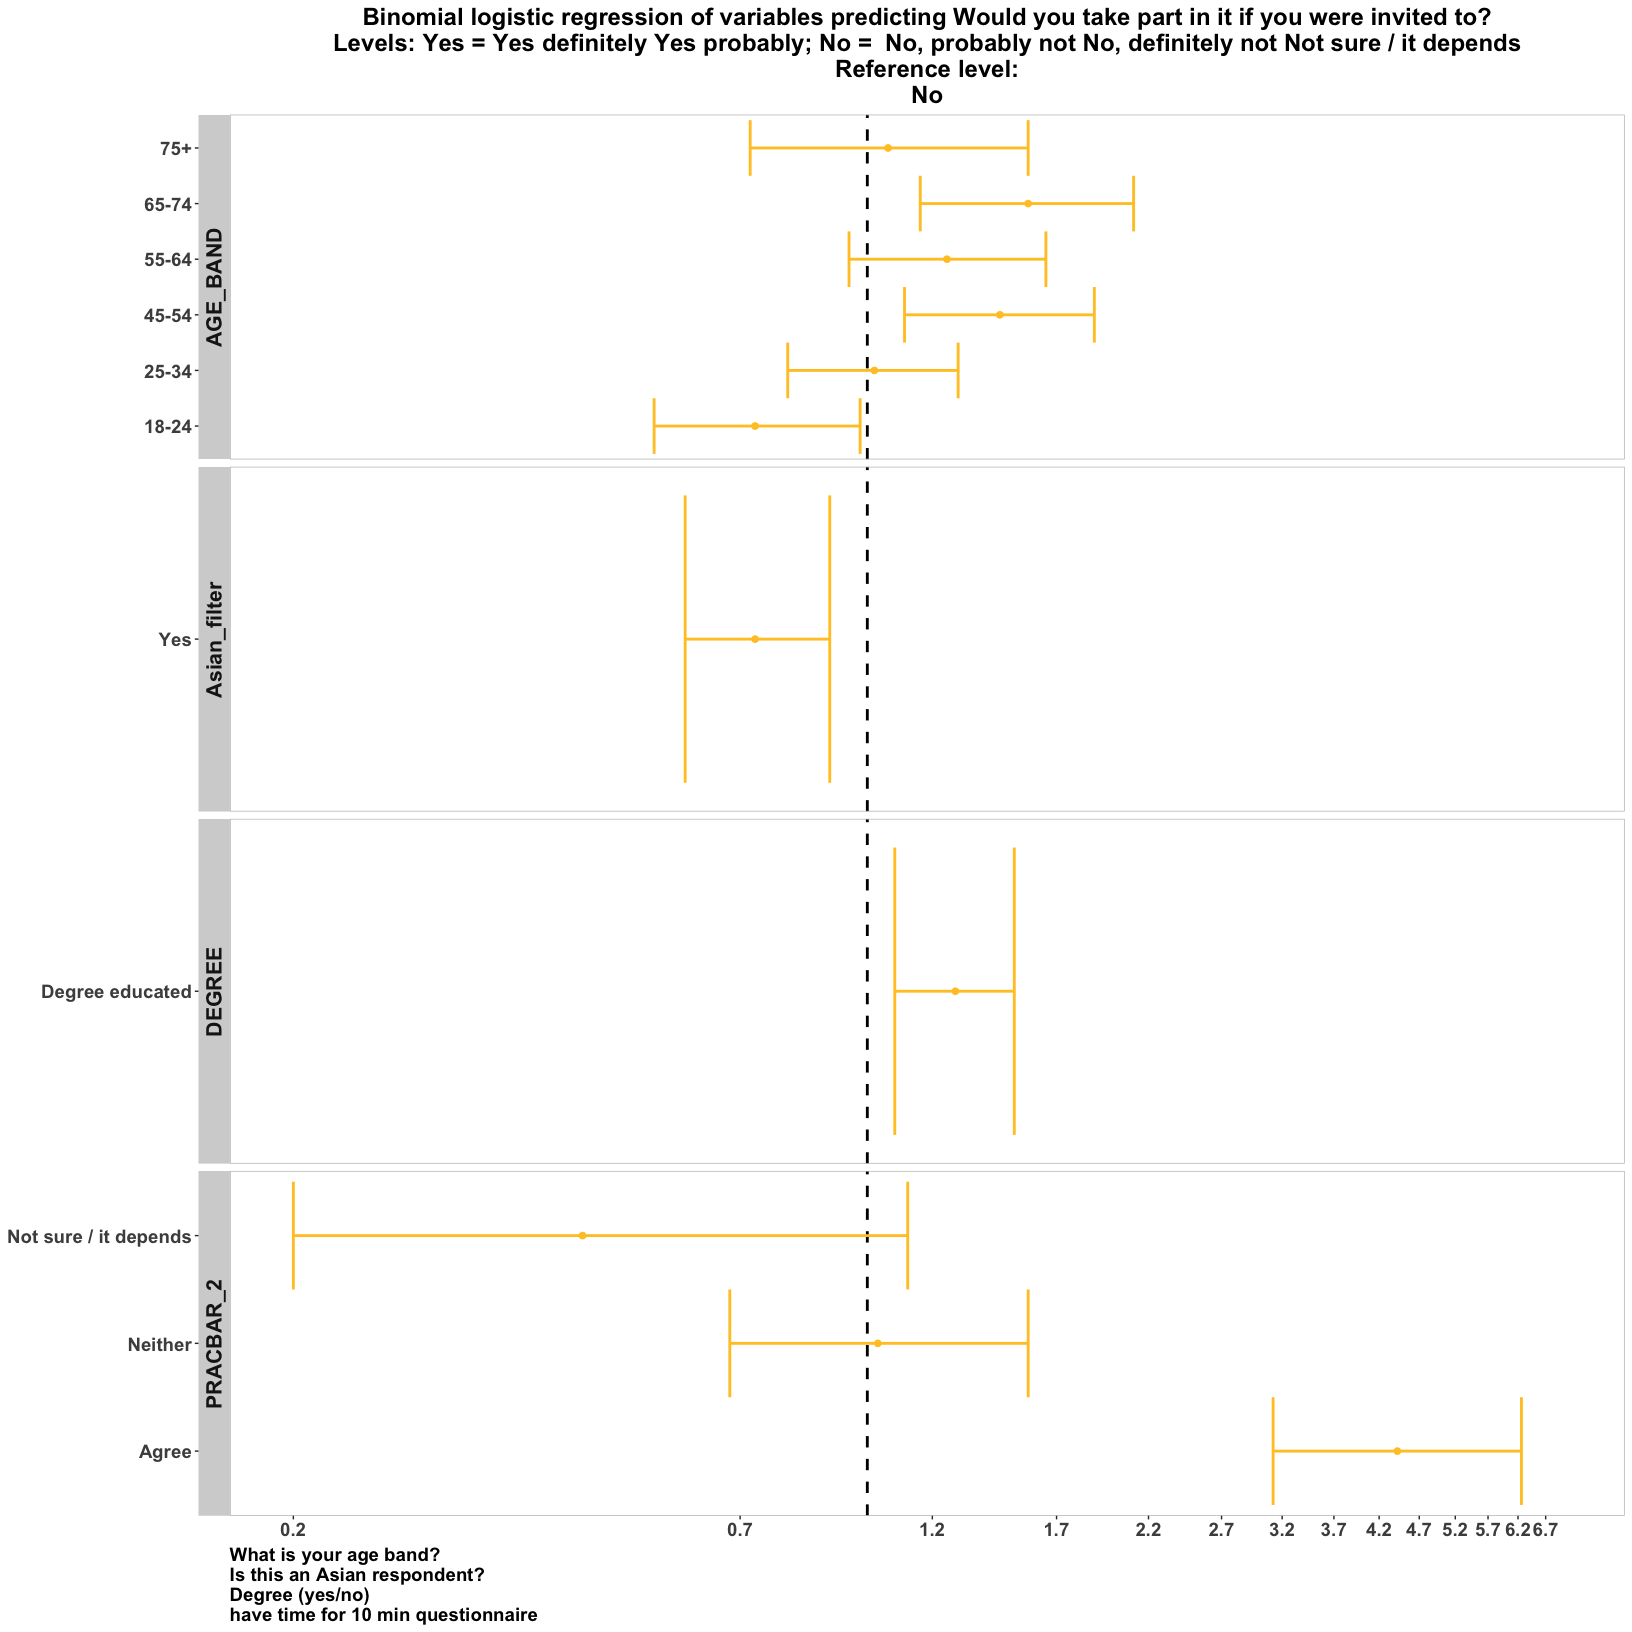 Binomial logistic regression of variables predicting Would you take part in it if you were invited to?
Levels: Yes = Yes definitely Yes probably; No =  No, probably not No, definitely not Not sure / it depends
Reference level:
No
AGE_BAND
75+
65-74
55-64
45-54
25-34
18-24
Asian_filter
Yes
DEGREE
Degree educated
PRACBAR_2
Not sure / it depends
Neither
Agree
0.2 0.7 1.2 1.7 2.2 2.7 3.2 3.7 4.2 4.7 5.2 5.7 6.2 6.7
What is your age band?
Is this an Asian respondent?
Degree (yes/no)
have time for 10 min questionnaire